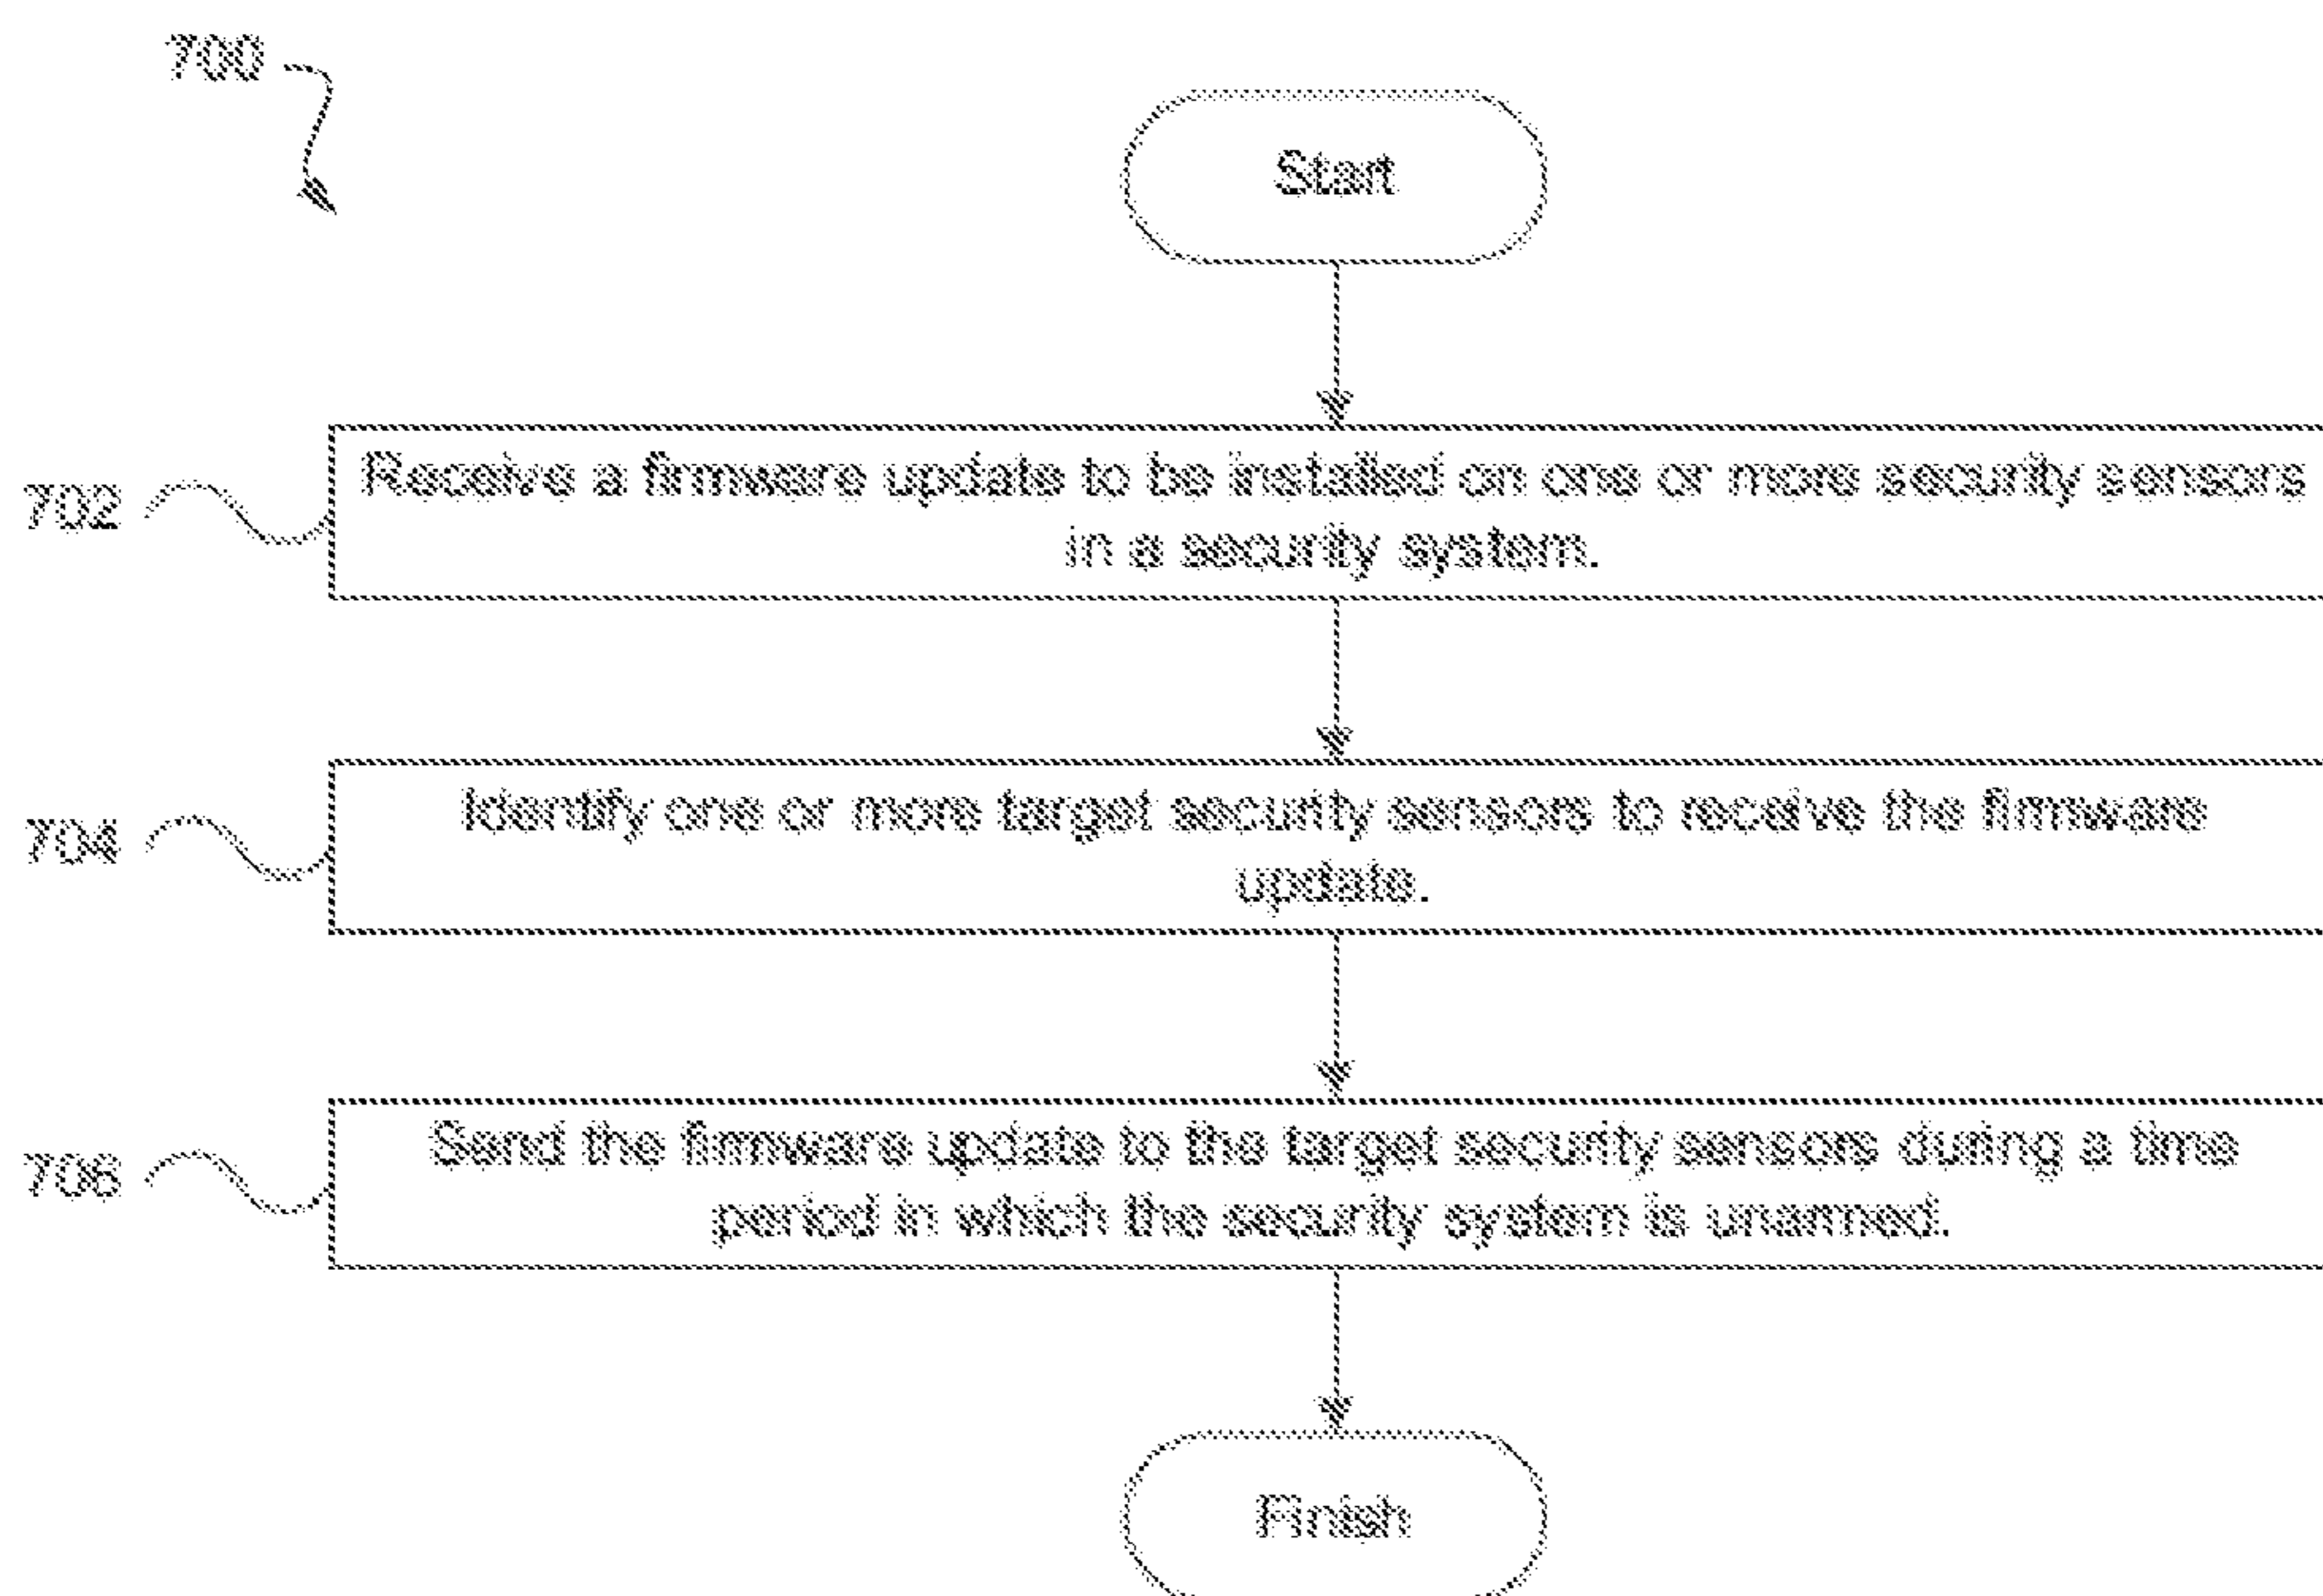 700
Start
702
Receive a firmware update to be installed on one or more security sensors
in a security system.
704
Identify one or more target security sensors to receive the firmware
update.
706
Send the firmware update to the target security sensors during a time
period in which the security system is unarmed.
Finish